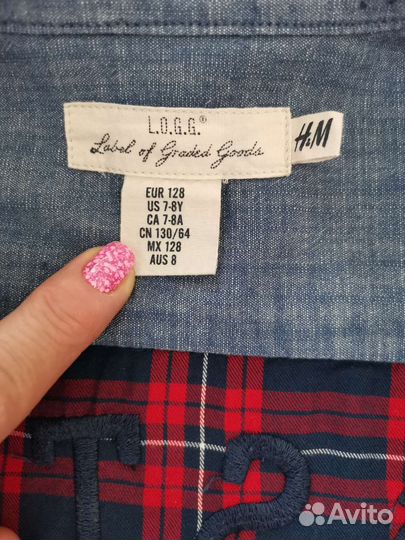 L.O.G.G.®
Label of Graded Goods
H&M
EUR 128
US 7-8Y
CA 7-8A
CN 130/64
MX 128
AUS 8
TS
Avito